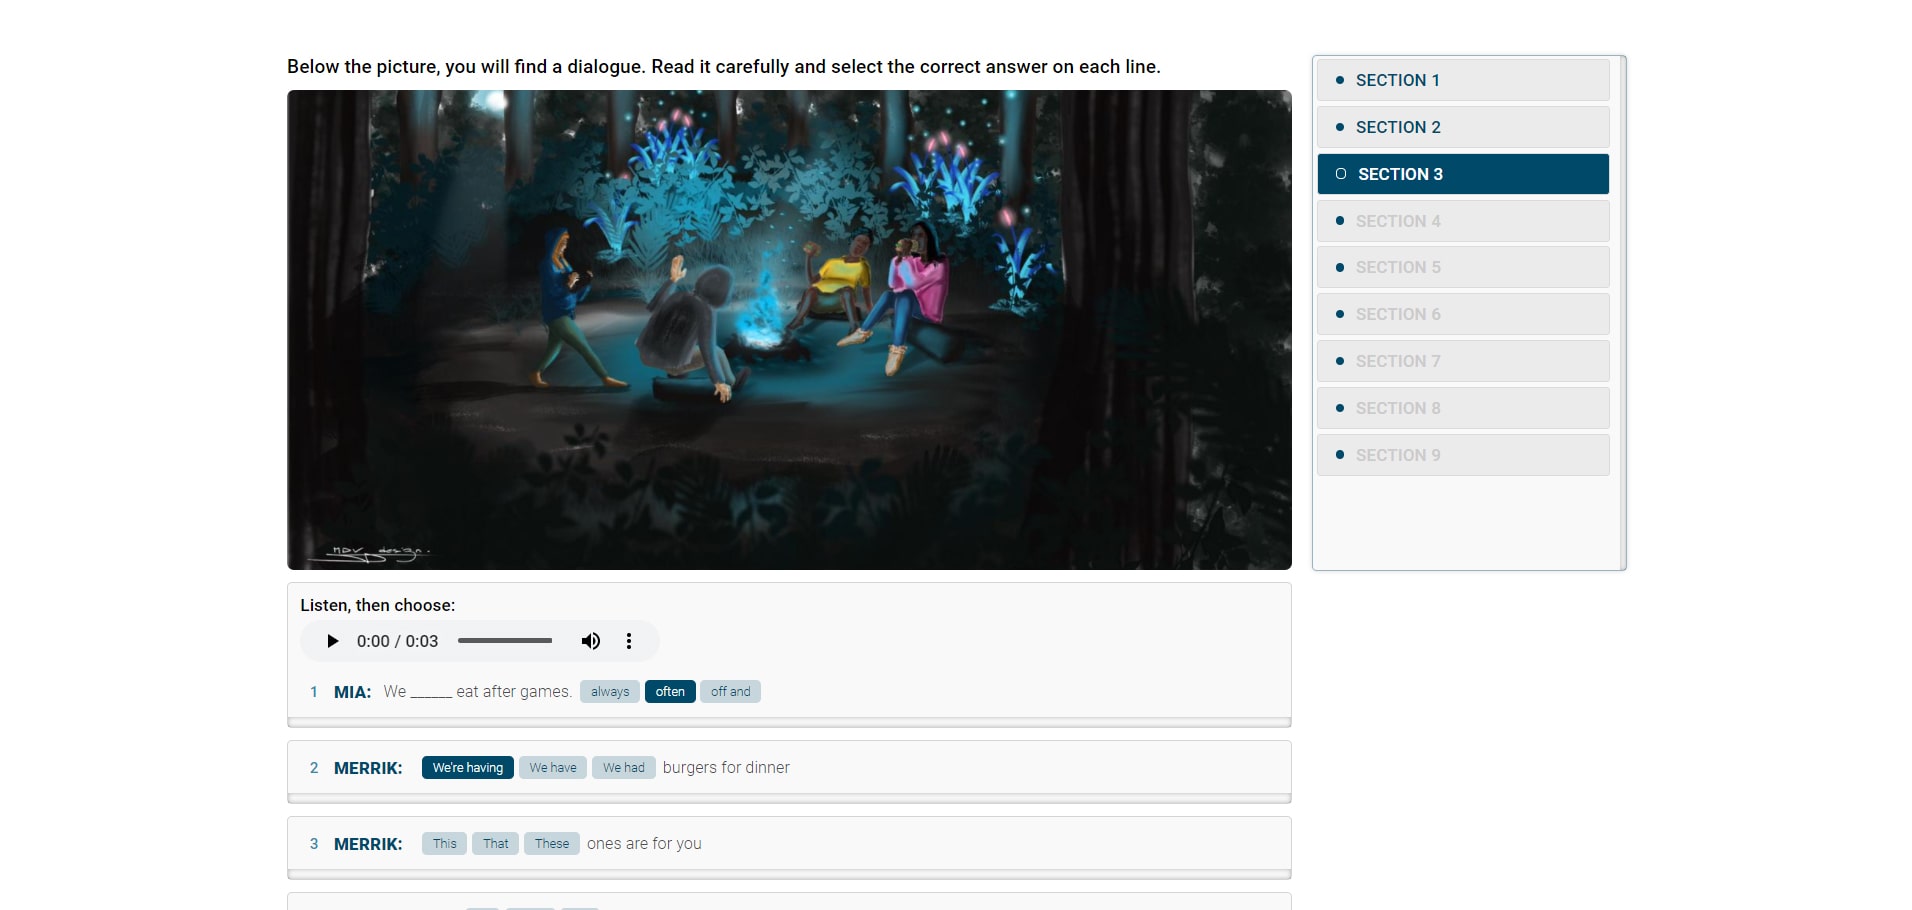 Below the picture, you will find a dialogue. Read it carefully and select the correct answer on each line.
MDV design.
Listen, then choose:
0:00 / 0:03
1 MIA: We ______ eat after games. always often off and
2 MERRIK: We're having We have We had burgers for dinner
3 MERRIK: This That These ones are for you
SECTION 1
SECTION 2
SECTION 3
SECTION 4
SECTION 5
SECTION 6
SECTION 7
SECTION 8
SECTION 9